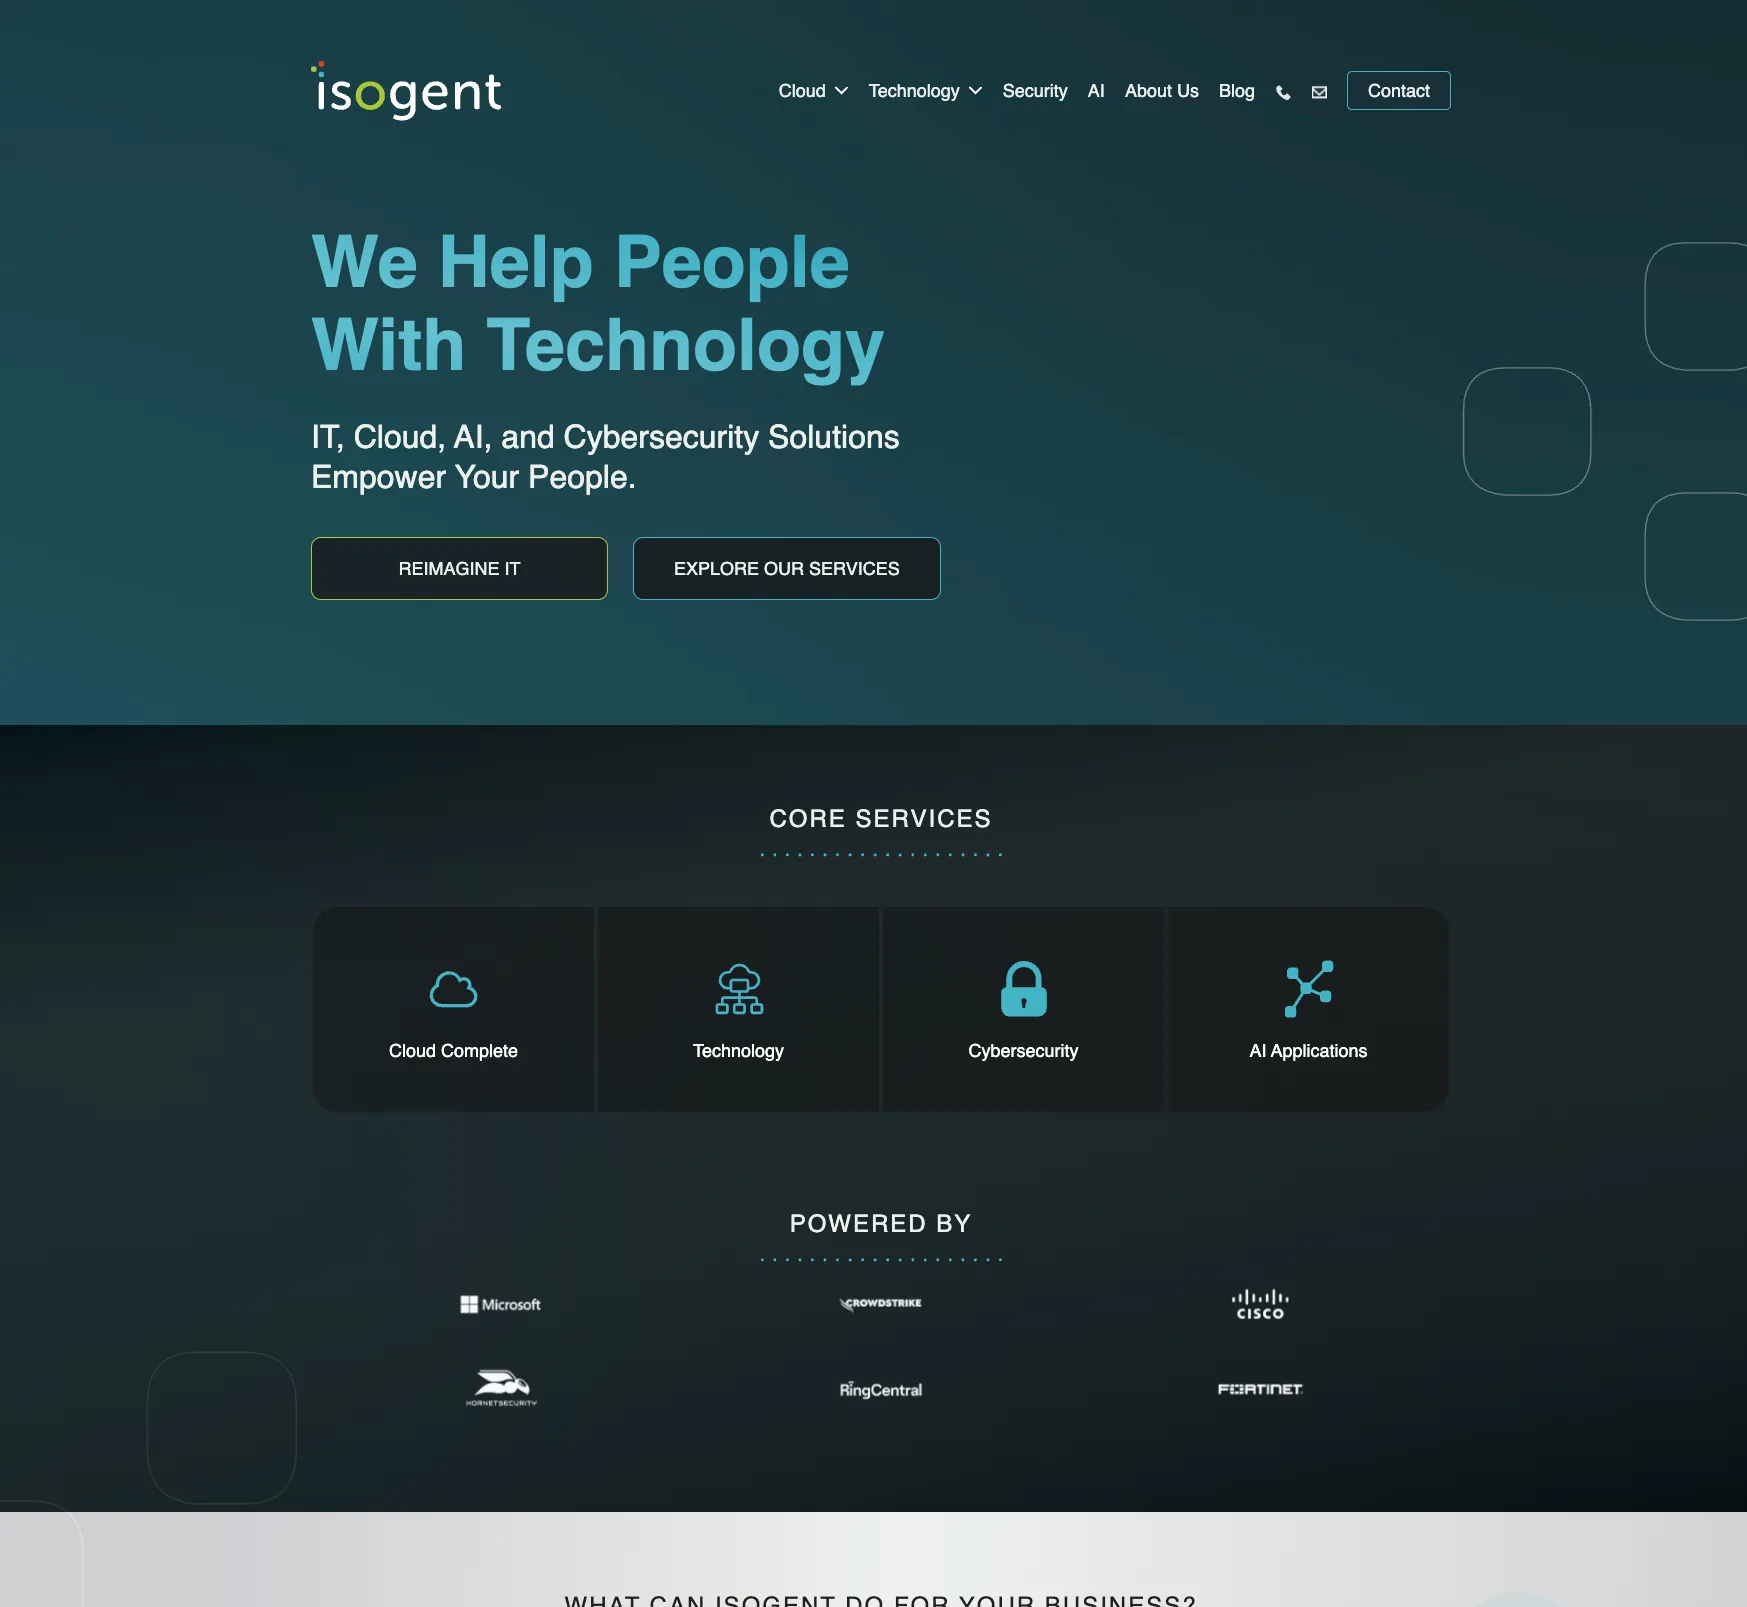 isogent
Cloud Technology Security AI About Us Blog Contact
We Help People
With Technology
IT, Cloud, AI, and Cybersecurity Solutions
Empower Your People.
REIMAGINE IT
EXPLORE OUR SERVICES
CORE SERVICES
Cloud Complete
Technology
Cybersecurity
AI Applications
POWERED BY
Microsoft
CROWDSTRIKE
CISCO
HORNETSECURITY
RingCentral
FORTINET
WHAT CAN ISOGENT DO FOR YOUR BUSINESS?